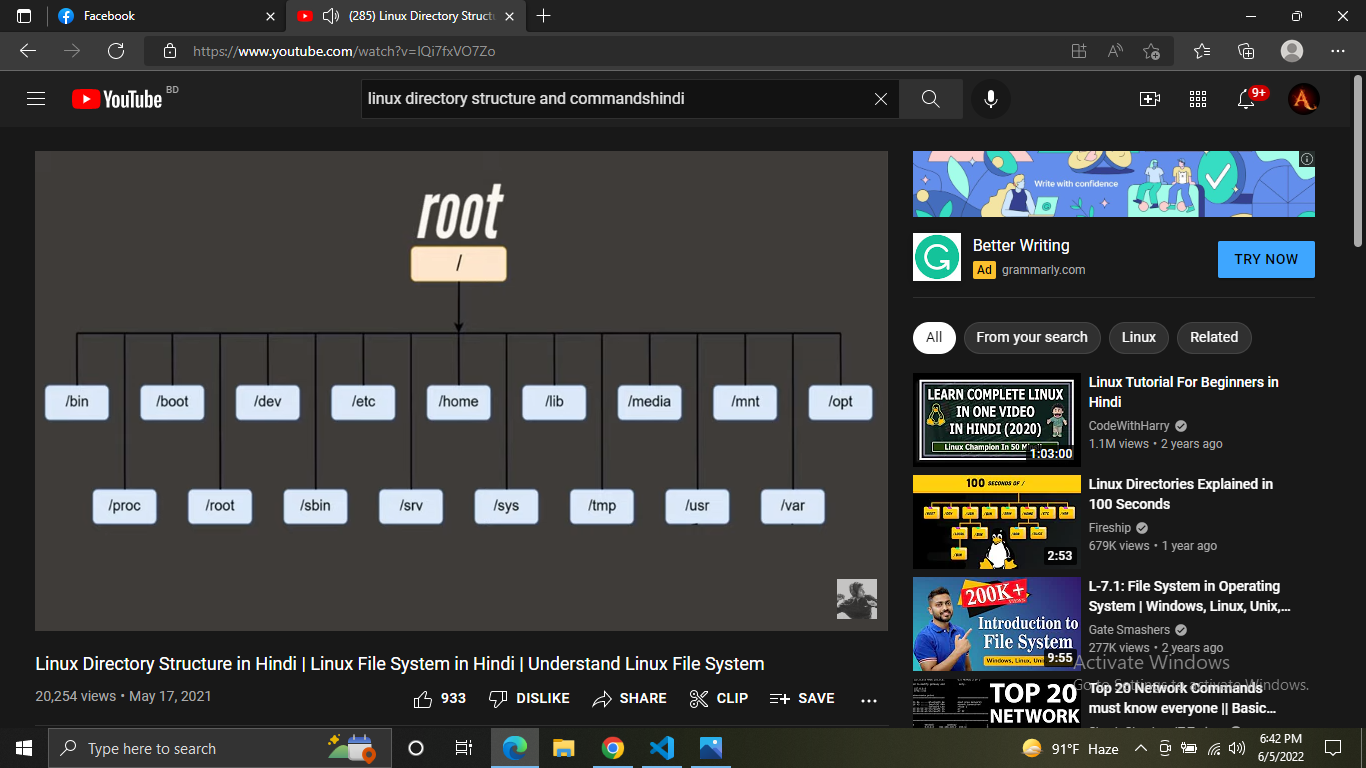 Facebook
(285) Linux Directory Struct
https://www.youtube.com/watch?v=IQi7fxVO7Zo
YouTube BD
linux directory structure and commandshindi
9+
root
/
/bin /boot /dev /etc /home /lib /media /mnt /opt
/proc /root /sbin /srv /sys /tmp /usr /var
Linux Directory Structure in Hindi | Linux File System in Hindi | Understand Linux File System
20,254 views • May 17, 2021
933 DISLIKE SHARE CLIP SAVE
Write with confidence
Better Writing
Ad grammarly.com
TRY NOW
All From your search Linux Related
LEARN COMPLETE LINUX
IN ONE VIDEO
IN HINDI (2020)
1:03:00
Linux Tutorial For Beginners in
Hindi
CodeWithHarry
1.1M views • 2 years ago
100 SECONDS OF /
2:53
Linux Directories Explained in
100 Seconds
Fireship
679K views • 1 year ago
200K+
Introduction to
File System
9:55
L-7.1: File System in Operating
System | Windows, Linux, Unix,...
Gate Smashers
277K views • 2 years ago
Activate Windows
Go to Settings to activate Windows.
TOP 20
NETWORK
Top 20 Network Commands
must know everyone || Basic...
Type here to search
91°F Haze
6:42 PM
6/5/2022